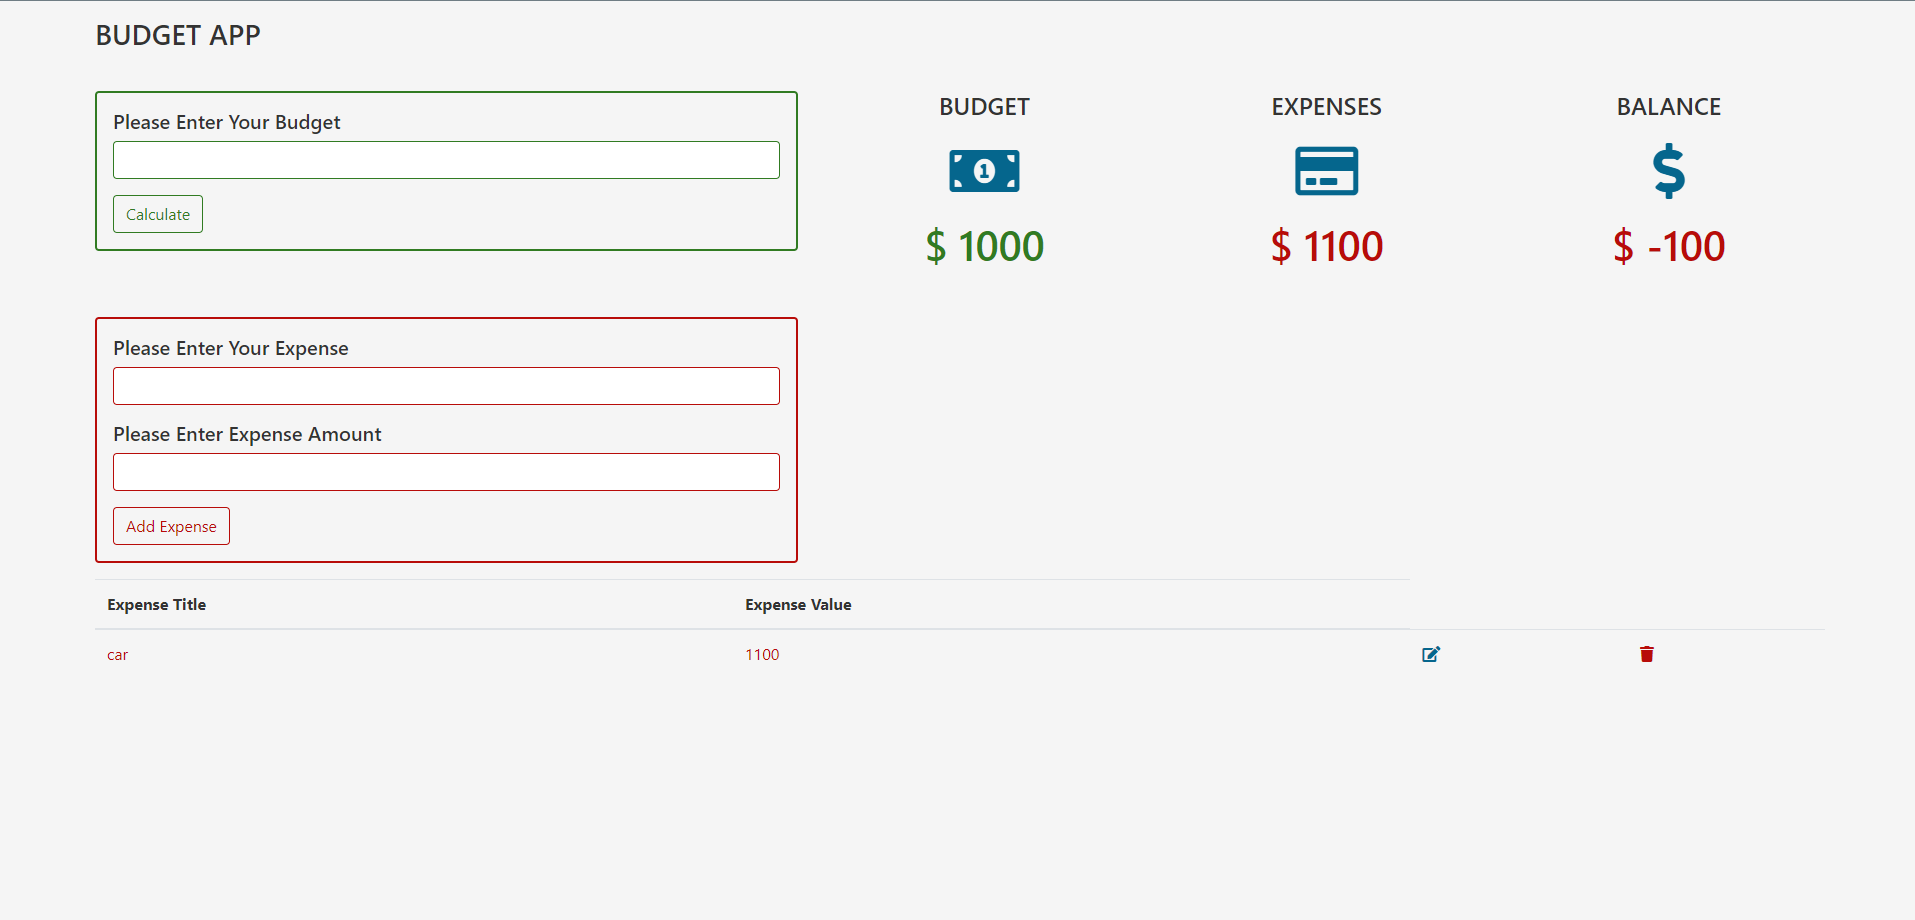 BUDGET APP
Please Enter Your Budget
Calculate
BUDGET
EXPENSES
BALANCE
1
$ 1000
$ 1100
$ -100
Please Enter Your Expense
Please Enter Expense Amount
Add Expense
Expense Title
Expense Value
car
1100